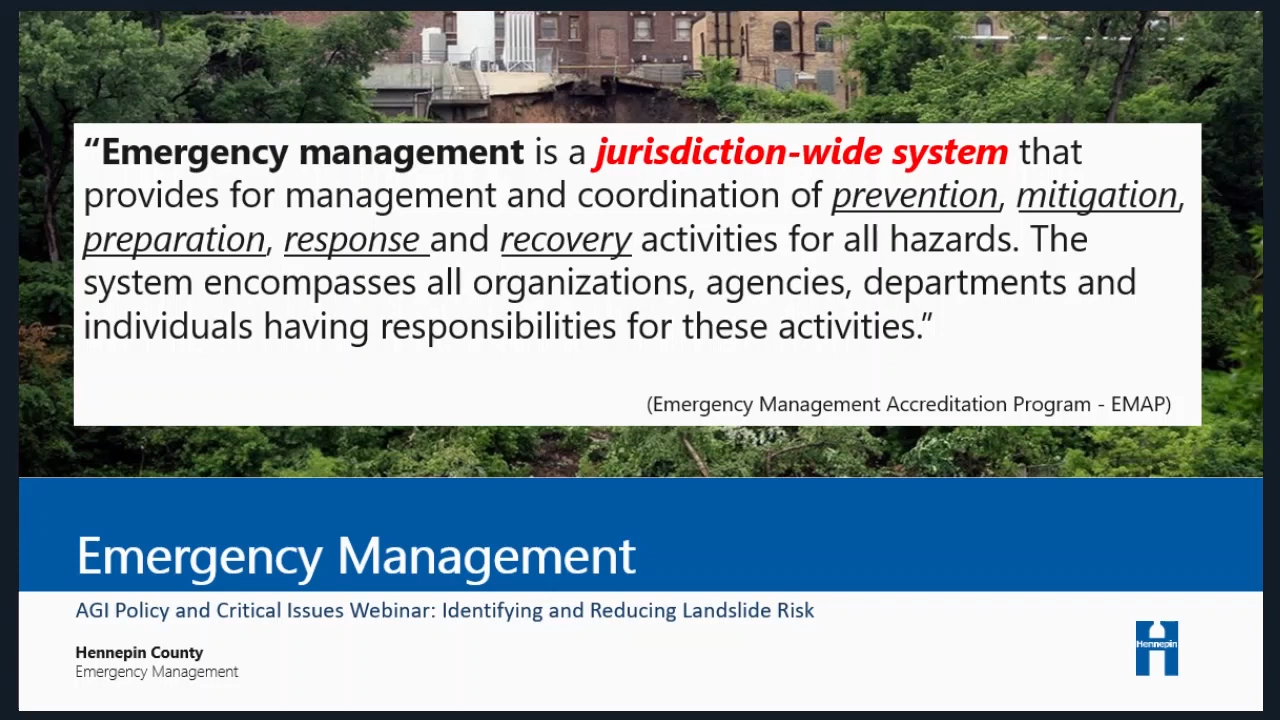 “Emergency management is a jurisdiction-wide system that
provides for management and coordination of prevention, mitigation,
preparation, response and recovery activities for all hazards. The
system encompasses all organizations, agencies, departments and
individuals having responsibilities for these activities.”
(Emergency Management Accreditation Program - EMAP)
Emergency Management
AGI Policy and Critical Issues Webinar: Identifying and Reducing Landslide Risk
Hennepin County
Emergency Management
Hennepin